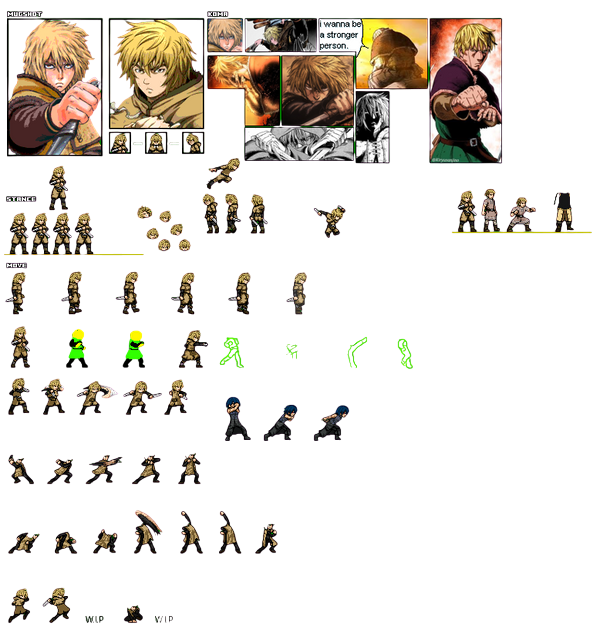 MUGSHOT
KOMA
i wanna be
a stronger
person.
STANCE
MOVE
W.I.P
W.I.P